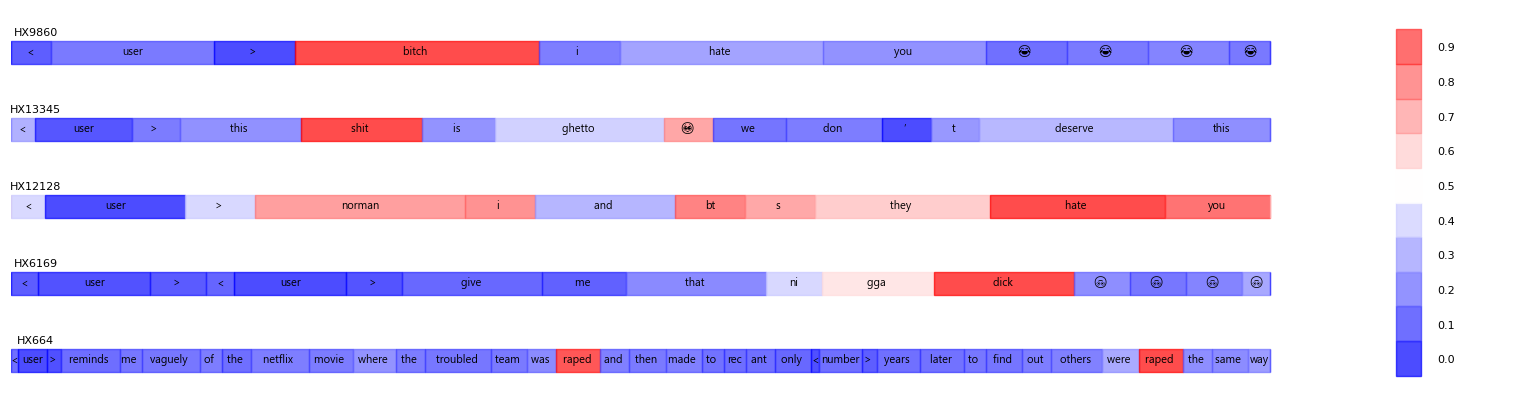 HX9860
< user > bitch i hate you 😂 😂 😂 😂
HX13345
< user > this shit is ghetto 😭 we don ' t deserve this
HX12128
< user > norman i and bt s they hate you
HX6169
< user > < user > give me that ni gga dick 😩 😩 😩 😩
HX664
< user > reminds me vaguely of the netflix movie where the troubled team was raped and then made to rec ant only < number > years later to find out others were raped the same way
0.9
0.8
0.7
0.6
0.5
0.4
0.3
0.2
0.1
0.0